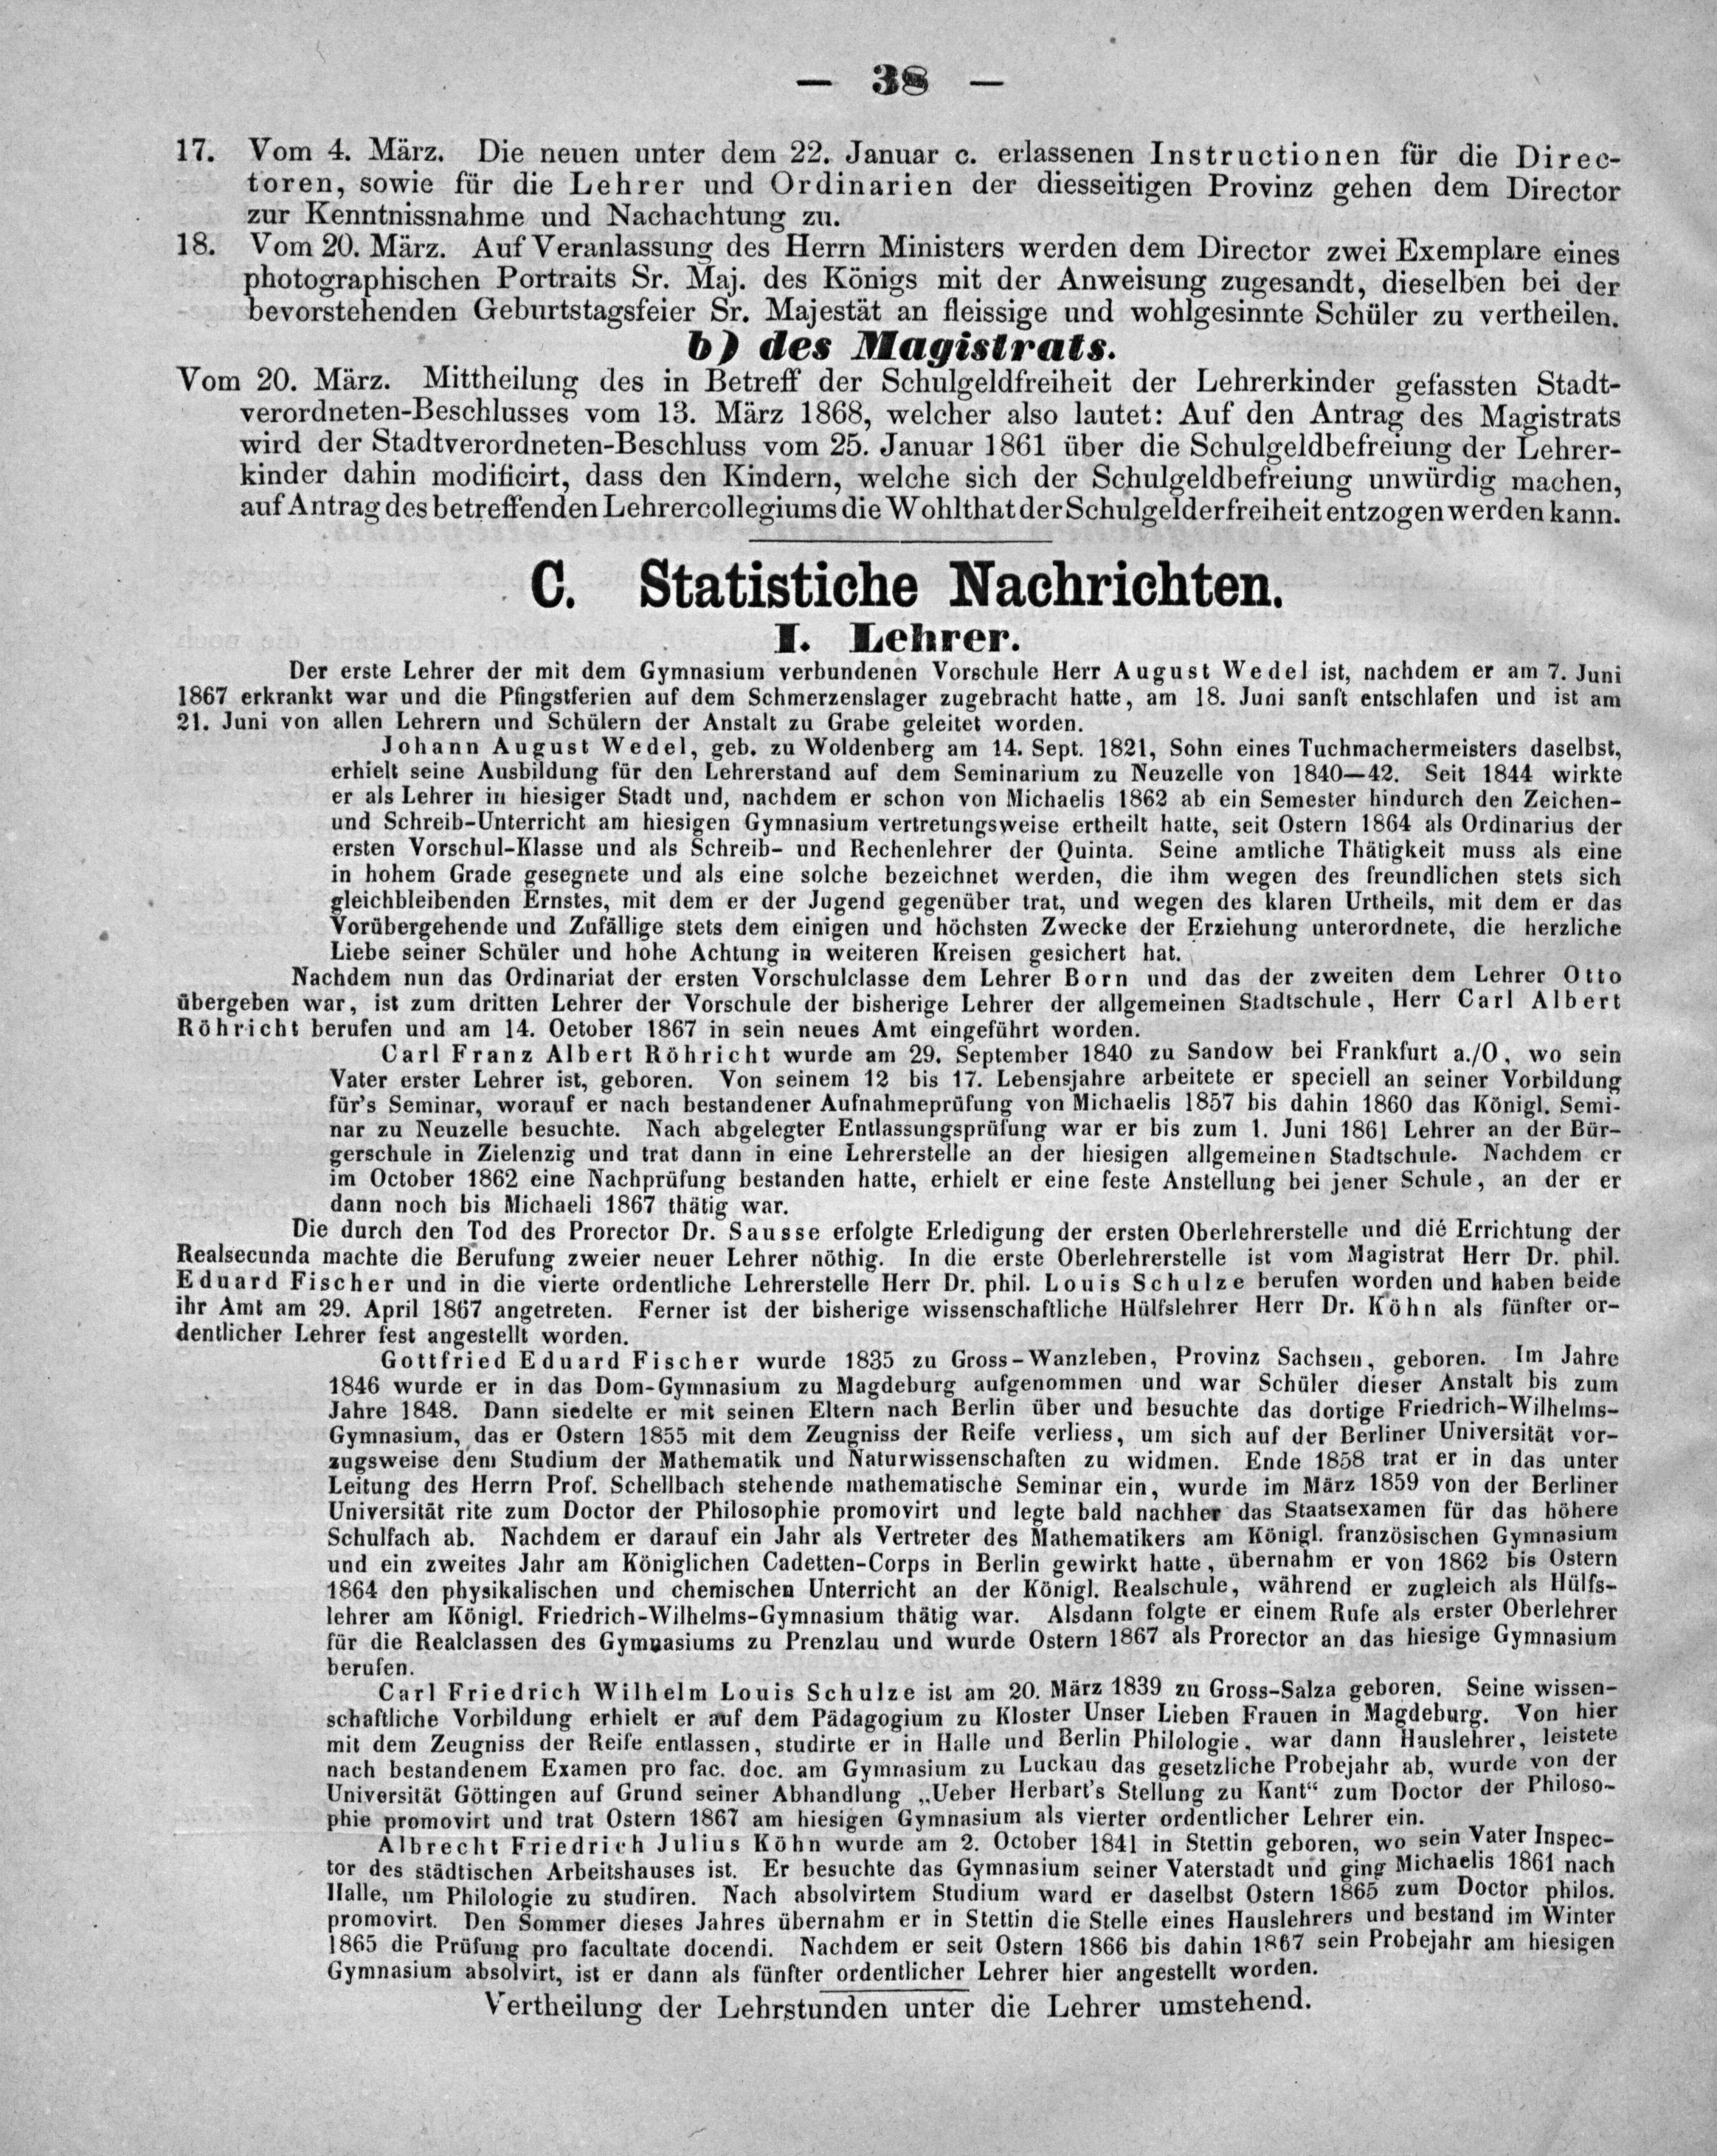 — 38 —
17. Vom 4. März. Die neuen unter dem 22. Januar c. erlassenen Instructionen für die Direc-
toren, sowie für die Lehrer und Ordinarien der diesseitigen Provinz gehen dem Director
zur Kenntnissnahme und Nachachtung zu.
18. Vom 20. März. Auf Veranlassung des Herrn Ministers werden dem Director zwei Exemplare eines
photographischen Portraits Sr. Maj. des Königs mit der Anweisung zugesandt, dieselben bei der
bevorstehenden Geburtstagsfeier Sr. Majestät an fleissige und wohlgesinnte Schüler zu vertheilen.
b) des Magistrats.
Vom 20. März. Mittheilung des in Betreff der Schulgeldfreiheit der Lehrerkinder gefassten Stadt-
verordneten-Beschlusses vom 13. März 1868, welcher also lautet: Auf den Antrag des Magistrats
wird der Stadtverordneten-Beschluss vom 25. Januar 1861 über die Schulgeldbefreiung der Lehrer-
kinder dahin modificirt, dass den Kindern, welche sich der Schulgeldbefreiung unwürdig machen,
auf Antrag des betreffenden Lehrercollegiums die Wohlthat der Schulgelderfreiheit entzogen werden kann.
C. Statistiche Nachrichten.
I. Lehrer.
Der erste Lehrer der mit dem Gymnasium verbundenen Vorschule Herr August Wedel ist, nachdem er am 7. Juni
1867 erkrankt war und die Pfingstferien auf dem Schmerzenslager zugebracht hatte, am 18. Juni sanft entschlafen und ist am
21. Juni von allen Lehrern und Schülern der Anstalt zu Grabe geleitet worden.
Johann August Wedel, geb. zu Woldenberg am 14. Sept. 1821, Sohn eines Tuchmachermeisters daselbst,
erhielt seine Ausbildung für den Lehrerstand auf dem Seminarium zu Neuzelle von 1840—42. Seit 1844 wirkte
er als Lehrer in hiesiger Stadt und, nachdem er schon von Michaelis 1862 ab ein Semester hindurch den Zeichen-
und Schreib-Unterricht am hiesigen Gymnasium vertretungsweise ertheilt hatte, seit Ostern 1864 als Ordinarius der
ersten Vorschul-Klasse und als Schreib- und Rechenlehrer der Quinta. Seine amtliche Thätigkeit muss als eine
in hohem Grade gesegnete und als eine solche bezeichnet werden, die ihm wegen des freundlichen stets sich
gleichbleibenden Ernstes, mit dem er der Jugend gegenüber trat, und wegen des klaren Urtheils, mit dem er das
Vorübergehende und Zufällige stets dem einigen und höchsten Zwecke der Erziehung unterordnete, die herzliche
Liebe seiner Schüler und hohe Achtung in weiteren Kreisen gesichert hat.
Nachdem nun das Ordinariat der ersten Vorschulclasse dem Lehrer Born und das der zweiten dem Lehrer Otto
übergeben war, ist zum dritten Lehrer der Vorschule der bisherige Lehrer der allgemeinen Stadtschule, Herr Carl Albert
Röhricht berufen und am 14. Oetober 1867 in sein neues Amt eingeführt worden.
Carl Franz Albert Röhricht wurde am 29. September 1840 zu Sandow bei Frankfurt a./O, wo sein
Vater erster Lehrer ist, geboren. Von seinem 12 bis 17. Lebensjahre arbeitete er speciell an seiner Vorbildung
für's Seminar, worauf er nach bestandener Aufnahmeprüfung von Michaelis 1857 bis dahin 1860 das Königl. Semi-
nar zu Neuzelle besuchte. Nach abgelegter Entlassungsprüfung war er bis zum 1. Juni 1861 Lehrer an der Bür-
gerschule in Zielenzig und trat dann in eine Lehrerstelle an der hiesigen allgemeinen Stadtschule. Nachdem er
im October 1862 eine Nachprüfung bestanden hatte, erhielt er eine feste Anstellung bei jener Schule, an der er
dann noch bis Michaeli 1867 thätig war.
Die durch den Tod des Prorector Dr. Sausse erfolgte Erledigung der ersten Oberlehrerstelle und die Errichtung der
Realsecunda machte die Berufung zweier neuer Lehrer nöthig. In die erste Oberlehrerstelle ist vom Magistrat Herr Dr. phil.
Eduard Fischer und in die vierte ordentliche Lehrerstelle Herr Dr. phil. Louis Schulze berufen worden und haben beide
ihr Amt am 29. April 1867 angetreten. Ferner ist der bisherige wissenschaftliche Hülfslehrer Herr Dr. Köhn als fünfter or-
dentlicher Lehrer fest angestellt worden.
Gottfried Eduard Fischer wurde 1835 zu Gross-Wanzleben, Provinz Sachsen, geboren. Im Jahre
1846 wurde er in das Dom-Gymnasium zu Magdeburg aufgenommen und war Schüler dieser Anstalt bis zum
Jahre 1848. Dann siedelte er mit seinen Eltern nach Berlin über und besuchte das dortige Friedrich-Wilhelms-
Gymnasium, das er Ostern 1855 mit dem Zeugniss der Reife verliess, um sich auf der Berliner Universität vor-
zugsweise dem Studium der Mathematik und Naturwissenschaften zu widmen. Ende 1858 trat er in das unter
Leitung des Herrn Prof. Schellbach stehende mathematische Seminar ein, wurde im März 1859 von der Berliner
Universität rite zum Doctor der Philosophie promovirt und legte bald nachher das Staatsexamen für das höhere
Schulfach ab. Nachdem er darauf ein Jahr als Vertreter des Mathematikers am Königl. französischen Gymnasium
und ein zweites Jahr am Königlichen Cadetten-Corps in Berlin gewirkt hatte, übernahm er von 1862 bis Ostern
1864 den physikalischen und chemischen Unterricht an der Königl. Realschule, während er zugleich als Hülfs-
lehrer am Königl. Friedrich-Wilhelms-Gymnasium thätig war. Alsdann folgte er einem Rufe als erster Oberlehrer
für die Realclassen des Gymnasiums zu Prenzlau und wurde Ostern 1867 als Prorector an das hiesige Gymnasium
berufen.
Carl Friedrich Wilhelm Louis Schulze ist am 20. März 1839 zu Gross-Salza geboren. Seine wissen-
schaftliche Vorbildung erhielt er auf dem Pädagogium zu Kloster Unser Lieben Frauen in Magdeburg. Von hier
mit dem Zeugniss der Reife entlassen, studirte er in Halle und Berlin Philologie, war dann Hauslehrer, leistete
nach bestandenem Examen pro fac. doc. am Gymnasium zu Luckau das gesetzliche Probejahr ab, wurde von der
Universität Göttingen auf Grund seiner Abhandlung „Ueber Herbart's Stellung zu Kant“ zum Doctor der Philoso-
phie promovirt und trat Ostern 1867 am hiesigen Gymnasium als vierter ordentlicher Lehrer ein.
Albrecht Friedrich Julius Köhn wurde am 2. October 1841 in Stettin geboren, wo sein Vater Inspec-
tor des städtischen Arbeitshauses ist. Er besuchte das Gymnasium seiner Vaterstadt und ging Michaelis 1861 nach
Halle, um Philologie zu studiren. Nach absolvirtem Studium ward er daselbst Ostern 1865 zum Doctor philos.
promovirt. Den Sommer dieses Jahres übernahm er in Stettin die Stelle eines Hauslehrers und bestand im Winter
1865 die Prüfung pro facultate docendi. Nachdem er seit Ostern 1866 bis dahin 1867 sein Probejahr am hiesigen
Gymnasium absolvirt, ist er dann als fünfter ordentlicher Lehrer hier angestellt worden.
Vertheilung der Lehrstunden unter die Lehrer umstehend.